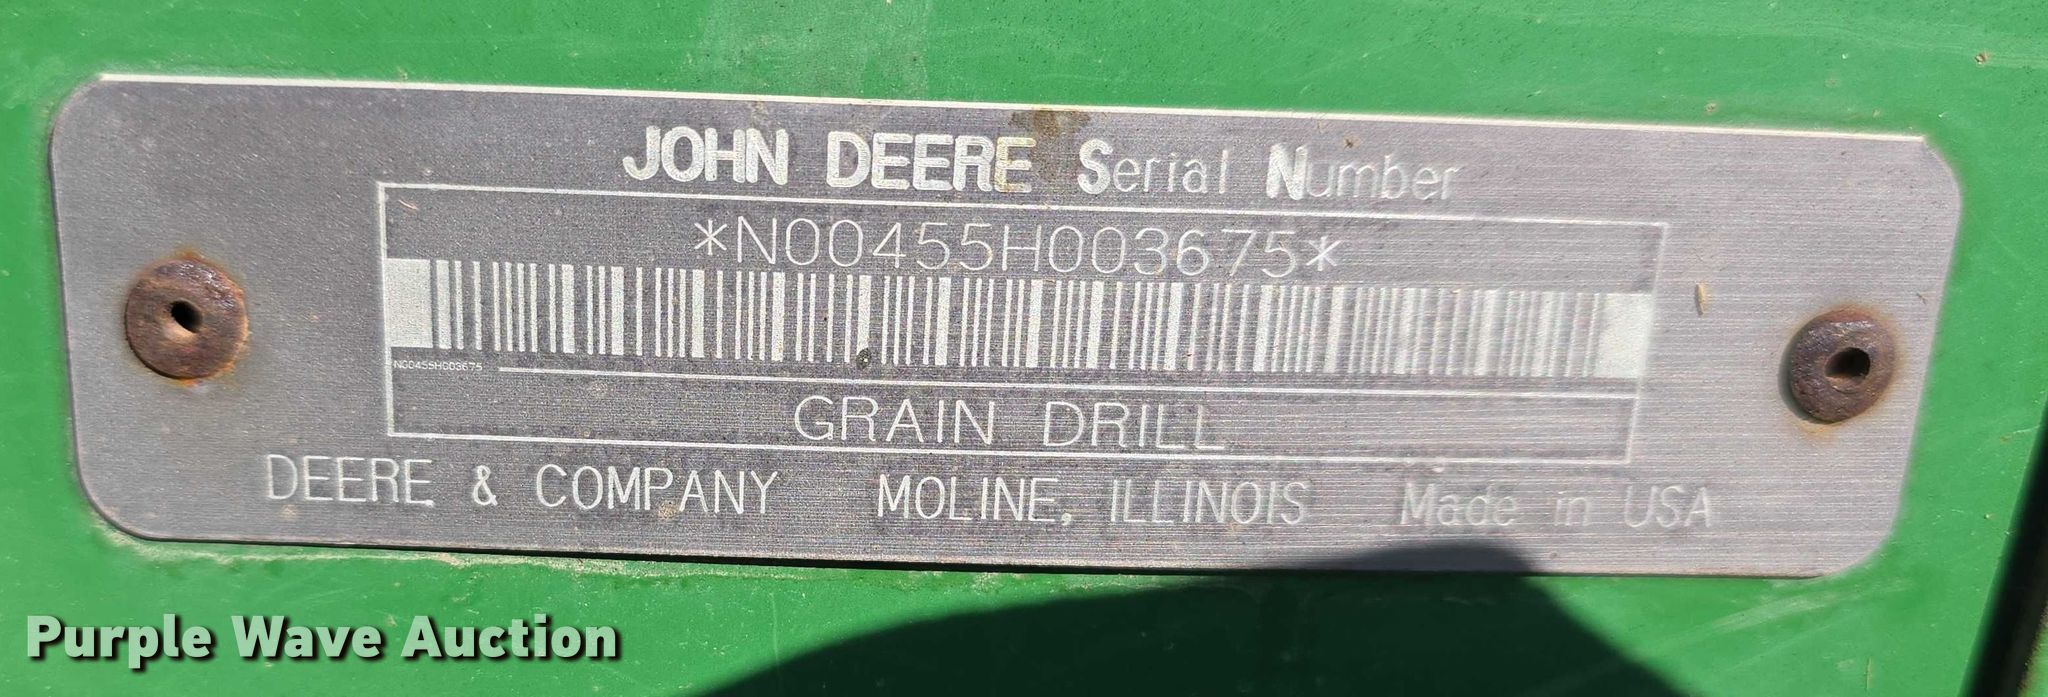 JOHN DEERE Serial Number
*N00455H003675*
N00455H003675
GRAIN DRILL
DEERE & COMPANY MOLINE, ILLINOIS Made in USA
Purple Wave Auction